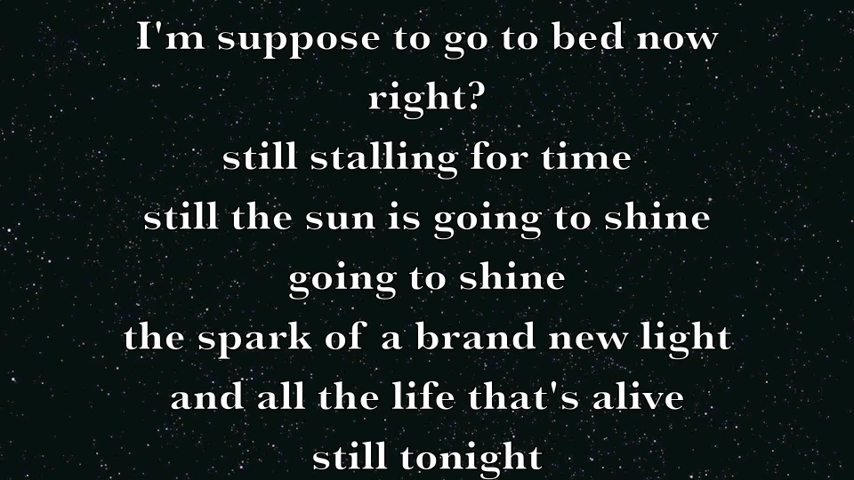 I'm suppose to go to bed now
right?
still stalling for time
still the sun is going to shine
going to shine
the spark of a brand new light
and all the life that's alive
still tonight